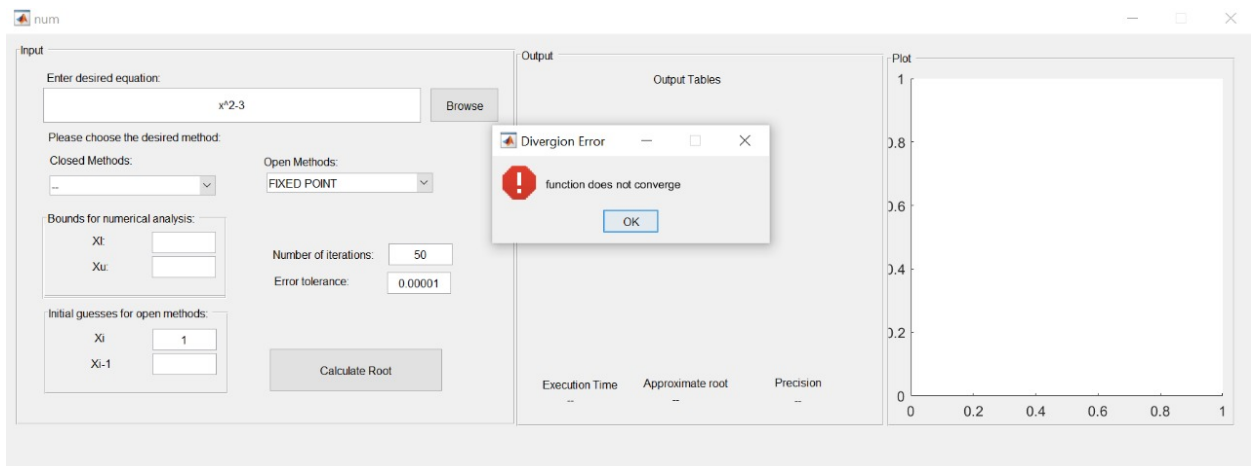 num
Input
Enter desired equation:
x^2-3
Browse
Please choose the desired method:
Closed Methods:
--
Open Methods:
FIXED POINT
Bounds for numerical analysis:
Xl:
Xu:
Number of iterations: 50
Error tolerance: 0.00001
Initial guesses for open methods:
Xi 1
Xi-1
Calculate Root
Output
Output Tables
Divergion Error
function does not converge
OK
Execution Time Approximate root Precision
-- -- --
Plot
1
0.8
0.6
0.4
0.2
0
0 0.2 0.4 0.6 0.8 1